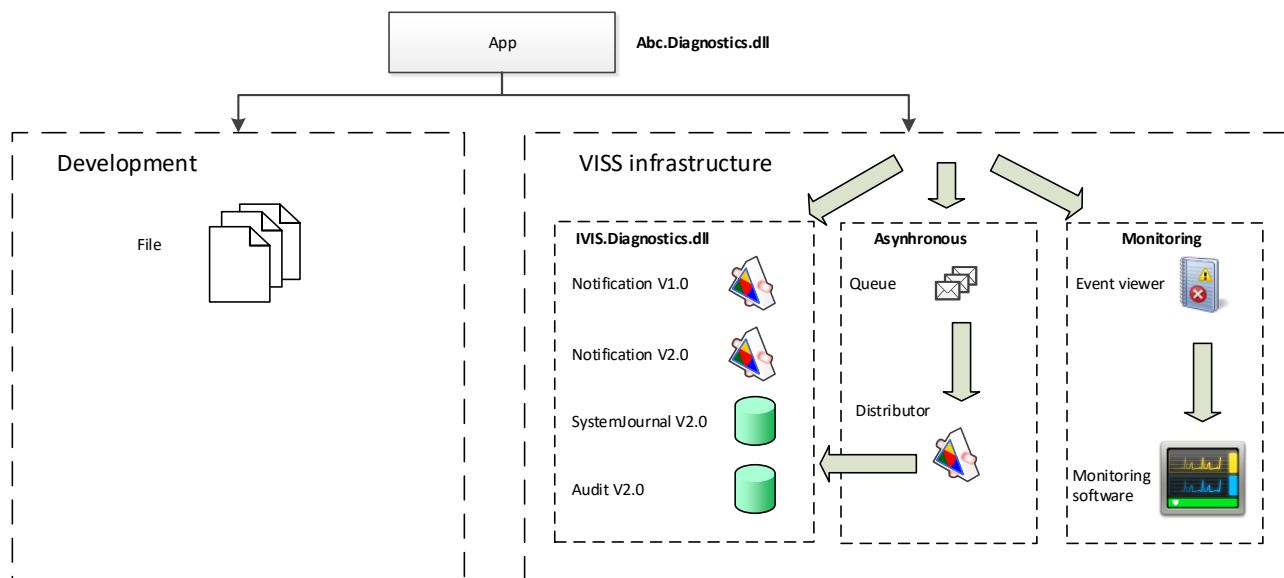 App
Abc.Diagnostics.dll
Development
File
VISS infrastructure
IVIS.Diagnostics.dll
Notification V1.0
Notification V2.0
SystemJournal V2.0
Audit V2.0
Asynhronous
Queue
Distributor
Monitoring
Event viewer
Monitoring
software